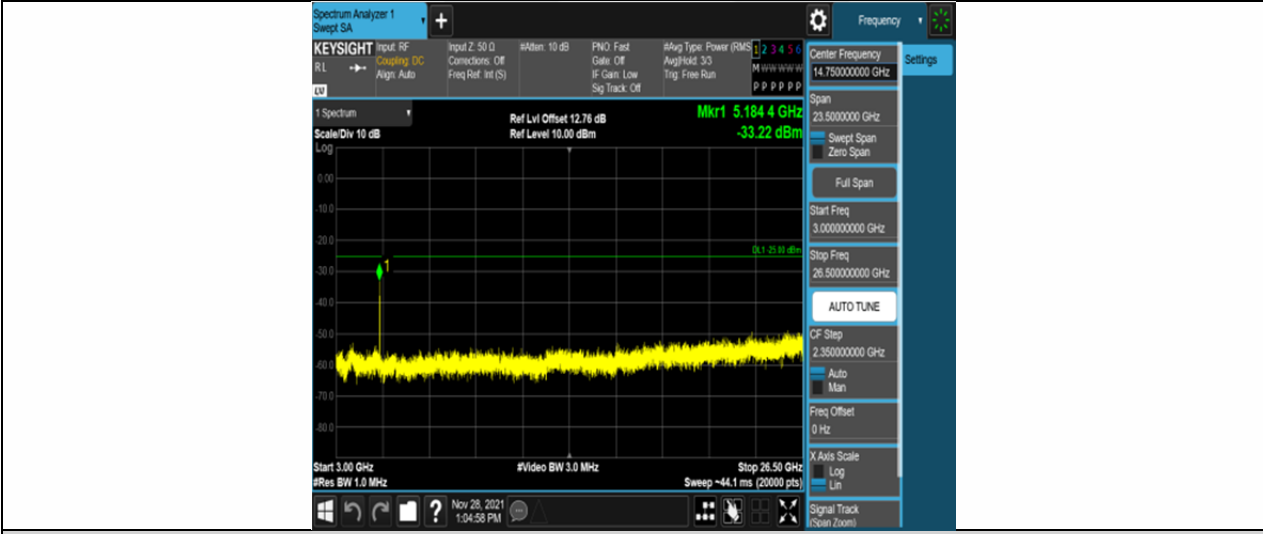 Spectrum Analyzer 1
Swept SA
+
Frequency
KEYSIGHT
RL
LV
Input: RF
Coupling: DC
Align: Auto
Input Z: 50 Ω
Corrections: Off
Freq Ref: Int (S)
#Atten: 10 dB
PNO: Fast
Gate: Off
IF Gain: Low
Sig Track: Off
#Avg Type: Power (RMS
Avg|Hold: 3/3
Trig: Free Run
1 2 3 4 5 6
M W W W W W
P P P P P P
1 Spectrum
Scale/Div 10 dB
Log
Ref Lvl Offset 12.76 dB
Ref Level 10.00 dBm
Mkr1 5.184 4 GHz
-33.22 dBm
0.00
-10.0
-20.0
-30.0
-40.0
-50.0
-60.0
-70.0
-80.0
DL1 -25.00 dBm
1
Start 3.00 GHz
#Res BW 1.0 MHz
#Video BW 3.0 MHz
Stop 26.50 GHz
Sweep ~44.1 ms (20000 pts)
?
Nov 28, 2021
1:04:58 PM
Center Frequency
14.750000000 GHz
Settings
Span
23.5000000 GHz
Swept Span
Zero Span
Full Span
Start Freq
3.000000000 GHz
Stop Freq
26.500000000 GHz
AUTO TUNE
CF Step
2.350000000 GHz
Auto
Man
Freq Offset
0 Hz
X Axis Scale
Log
Lin
Signal Track
(Span Zoom)